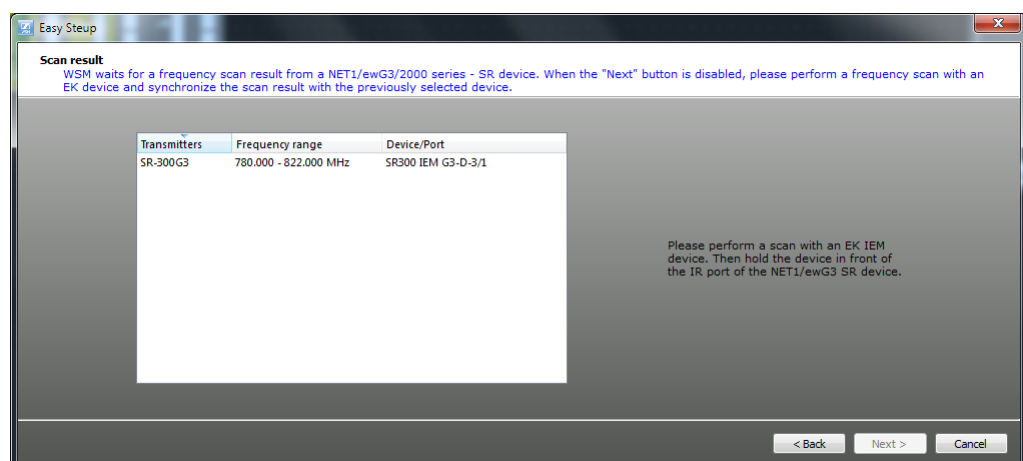 Easy Steup
Scan result
WSM waits for a frequency scan result from a NET1/ewG3/2000 series - SR device. When the "Next" button is disabled, please perform a frequency scan with an
EK device and synchronize the scan result with the previously selected device.
Transmitters Frequency range Device/Port
SR-300G3 780.000 - 822.000 MHz SR300 IEM G3-D-3/1
Please perform a scan with an EK IEM
device. Then hold the device in front of
the IR port of the NET1/ewG3 SR device.
< Back Next > Cancel